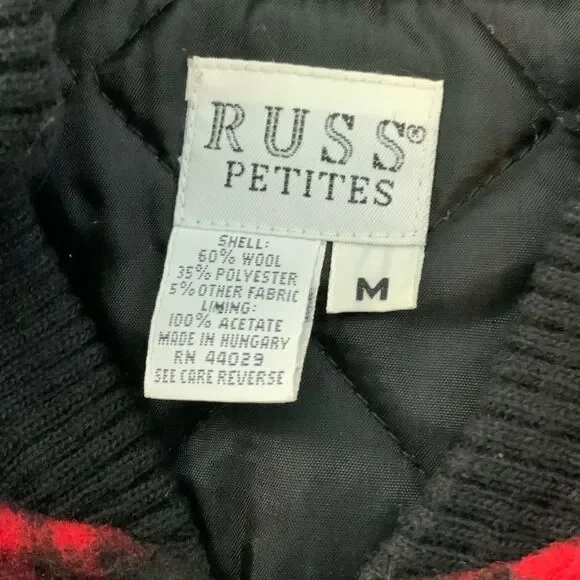 RUSS®
PETITES
M
SHELL:
60% WOOL
35% POLYESTER
5% OTHER FABRIC
LINING:
100% ACETATE
MADE IN HUNGARY
RN 44029
SEE CARE REVERSE